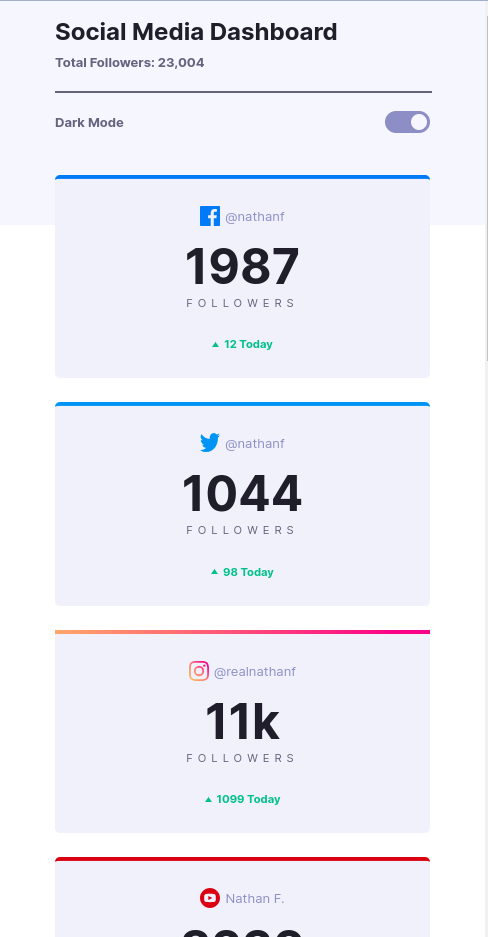 Social Media Dashboard
Total Followers: 23,004
Dark Mode
@nathanf
1987
FOLLOWERS
12 Today
@nathanf
1044
FOLLOWERS
98 Today
@realnathanf
11k
FOLLOWERS
1099 Today
Nathan F.